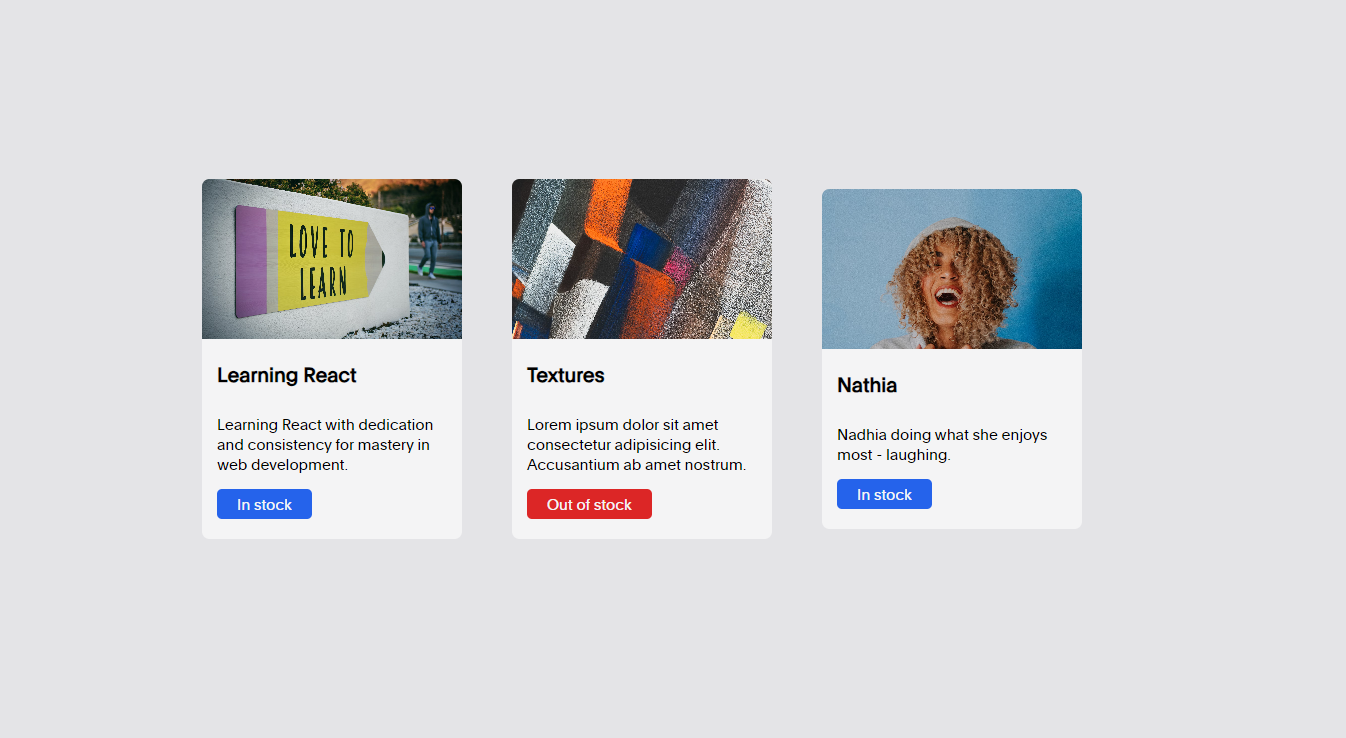 LOVE TO
LEARN
Learning React
Learning React with dedication
and consistency for mastery in
web development.
In stock
Textures
Lorem ipsum dolor sit amet
consectetur adipisicing elit.
Accusantium ab amet nostrum.
Out of stock
Nathia
Nadhia doing what she enjoys
most - laughing.
In stock